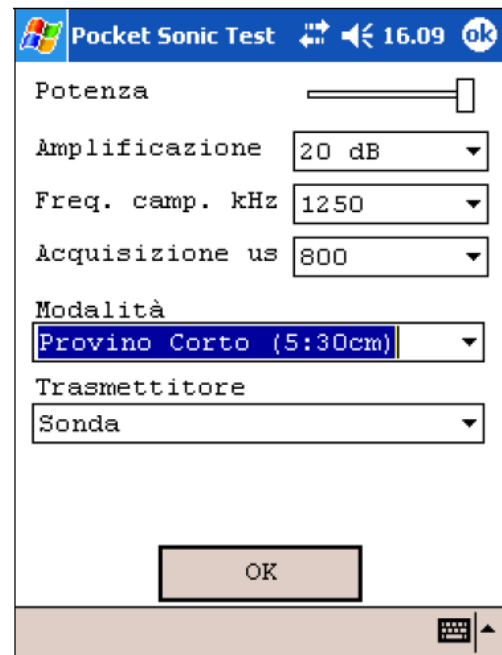 Pocket Sonic Test 16.09 ok
Potenza
Amplificazione 20 dB
Freq. camp. kHz 1250
Acquisizione us 800
Modalità
Provino Corto (5:30cm)
Trasmettitore
Sonda
OK